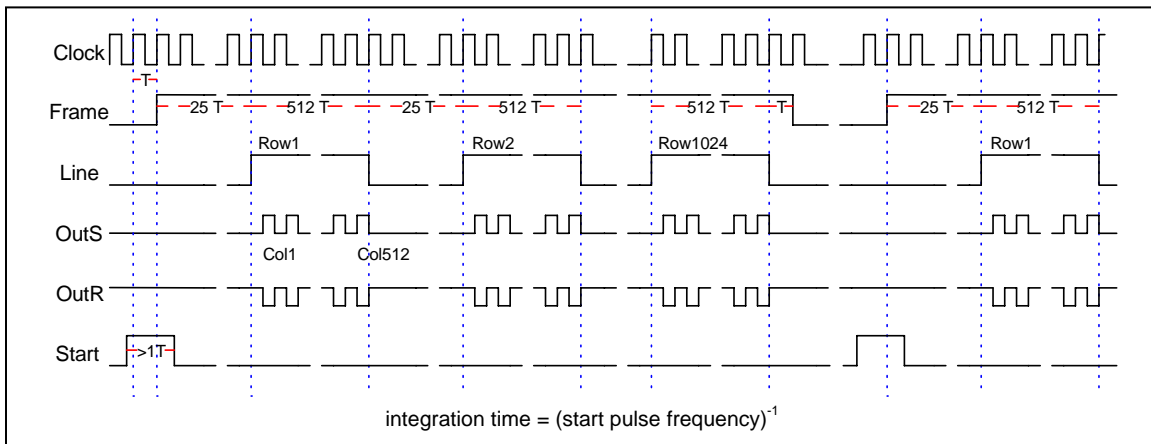 Clock
T
Frame
25 T 512 T 25 T 512 T 512 T T 25 T 512 T
Row1 Row2 Row1024 Row1
Line
OutS
Col1 Col512
OutR
Start
>1T
integration time = (start pulse frequency)-1